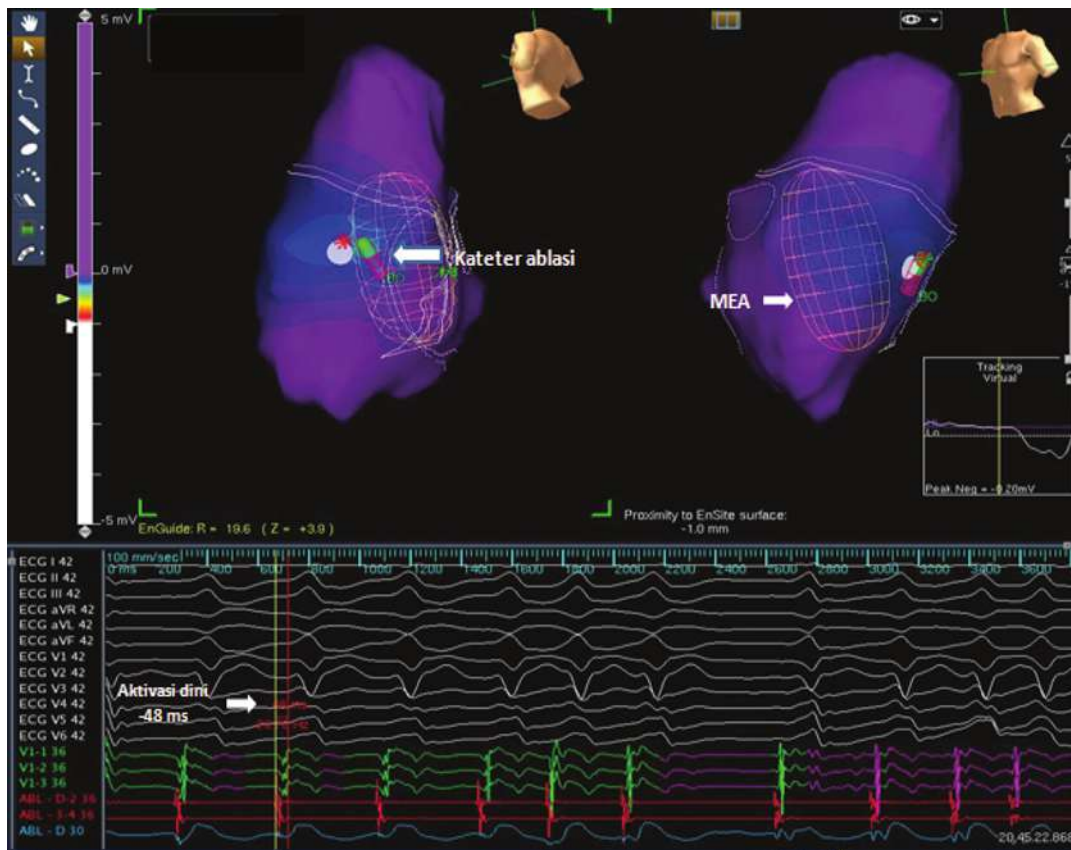 5 mV
0 mV
-5 mV
Kateter ablasi
MEA
90
Tracking
Virtual
Peak Neg = -0.20mV
EnGuide: R = 19.6 ( Z = +3.9)
Proximity to EnSite surface:
-1.0 mm
100 mm/sec
0 ms 200 400 600 800 1000 1200 1400 1600 1800 2000 2200 2800 3000 3200 3400 3600
ECG I 42
ECG II 42
ECG III 42
ECG aVR 42
ECG aVL 42
ECG aVF 42
ECG V1 42
ECG V2 42
ECG V3 42
ECG V4 42
ECG V5 42
ECG V6 42
Aktivasi dini
-48 ms
V1-1 36
V1-2 36
V1-3 36
ABL - D-2 36
ABL - 3-4 36
ABL - D 30
20,45.22.868